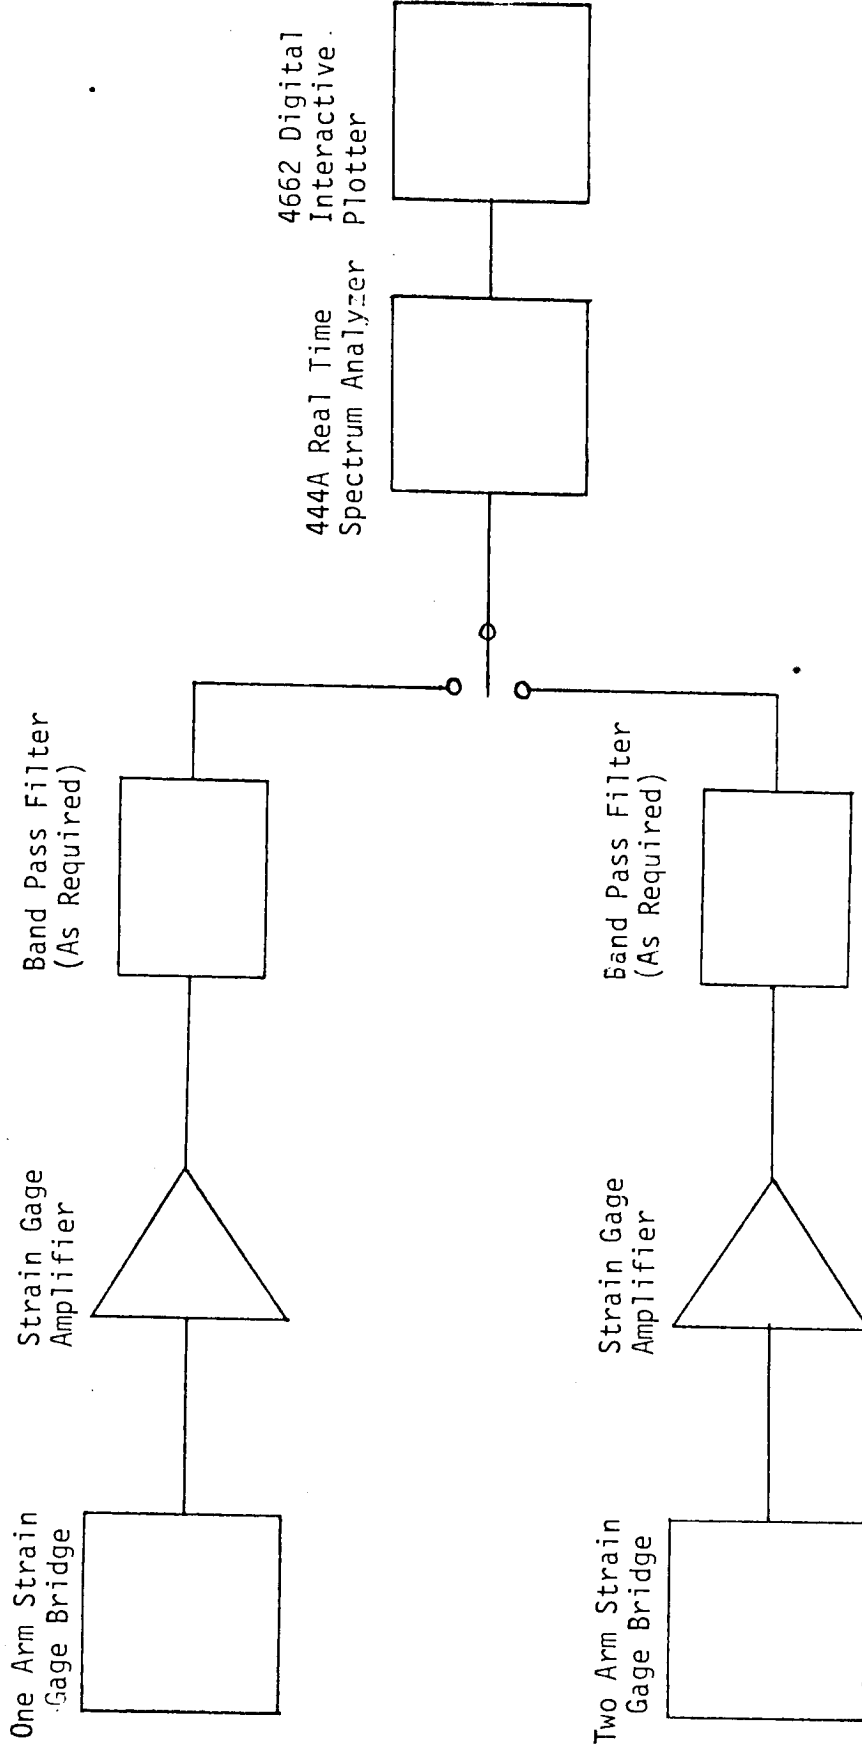 One Arm Strain
Gage Bridge
Strain Gage
Amplifier
Band Pass Filter
(As Required)
444A Real Time
Spectrum Analyzer
4662 Digital
Interactive
Plotter
Two Arm Strain
Gage Bridge
Strain Gage
Amplifier
Band Pass Filter
(As Required)